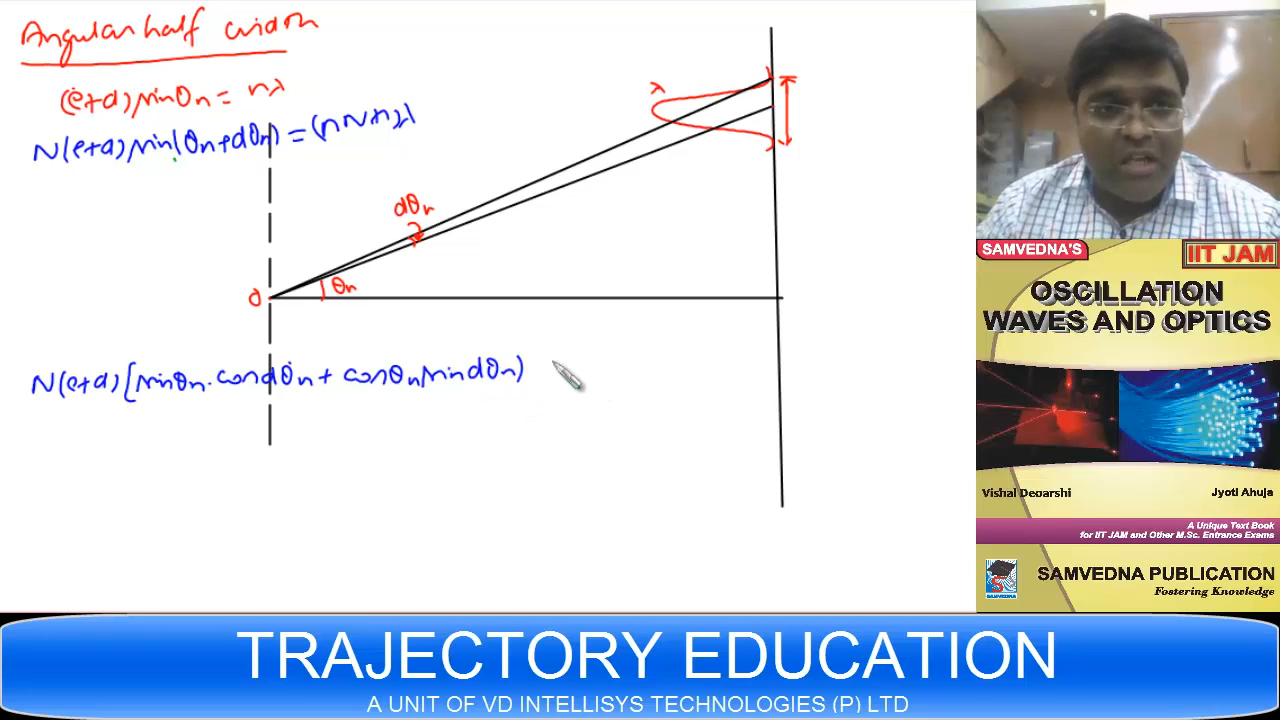 Angular half width
(e+d) sinθn = nλ
N(e+d) sin(θn+dθn) = (nN+1)λ
λ
dθn
θn
O
N(e+d) [sinθn . cosdθn + cosθn sindθn)
SAMVEDNA'S
IIT JAM
OSCILLATION
WAVES AND OPTICS
Vishal Devarshi
Jyoti Ahuja
A Unique Text Book
for IIT JAM and Other M.Sc. Entrance Exams
SAMVEDNA
SAMVEDNA PUBLICATION
Fostering Knowledge
TRAJECTORY EDUCATION
A UNIT OF VD INTELLISYS TECHNOLOGIES (P) LTD